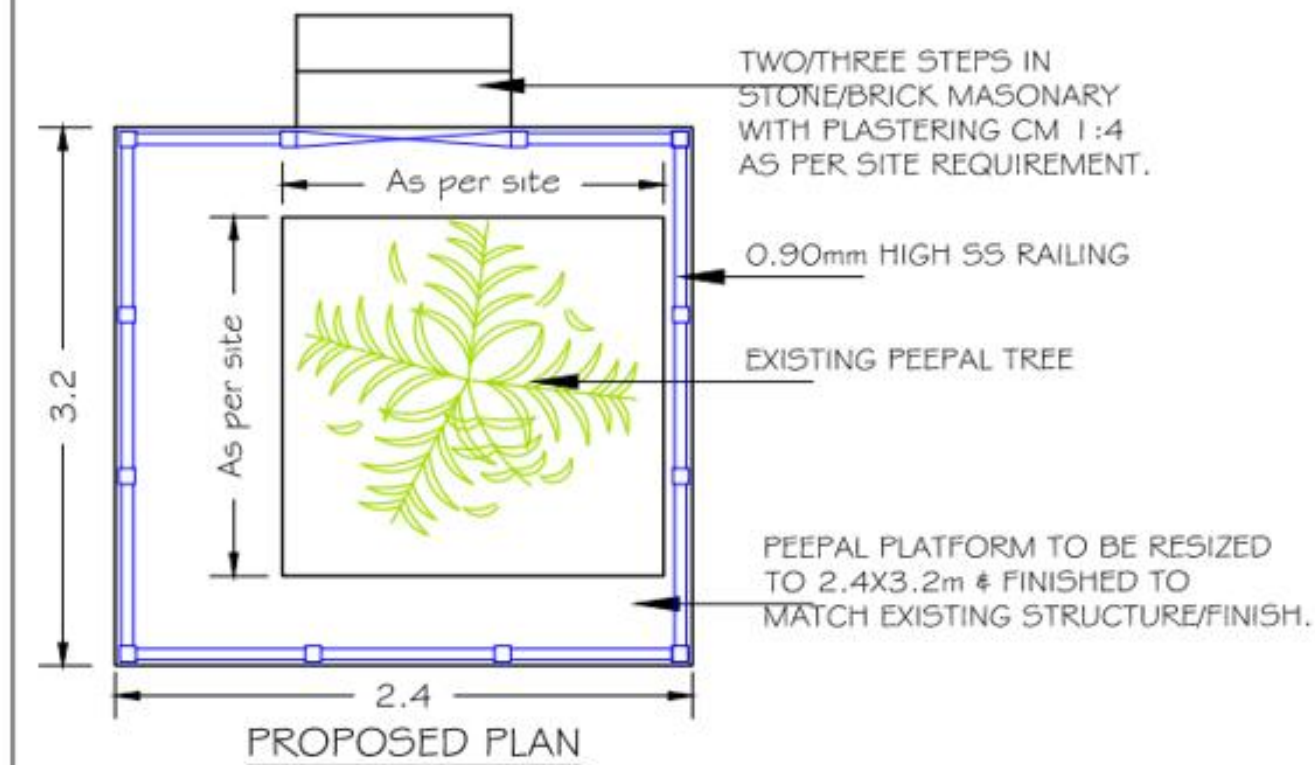 TWO/THREE STEPS IN
STONE/BRICK MASONARY
WITH PLASTERING CM 1:4
AS PER SITE REQUIREMENT.
As per site
0.90mm HIGH SS RAILING
As per site
EXISTING PEEPAL TREE
3.2
PEEPAL PLATFORM TO BE RESIZED
TO 2.4X3.2m & FINISHED TO
MATCH EXISTING STRUCTURE/FINISH.
2.4
PROPOSED PLAN